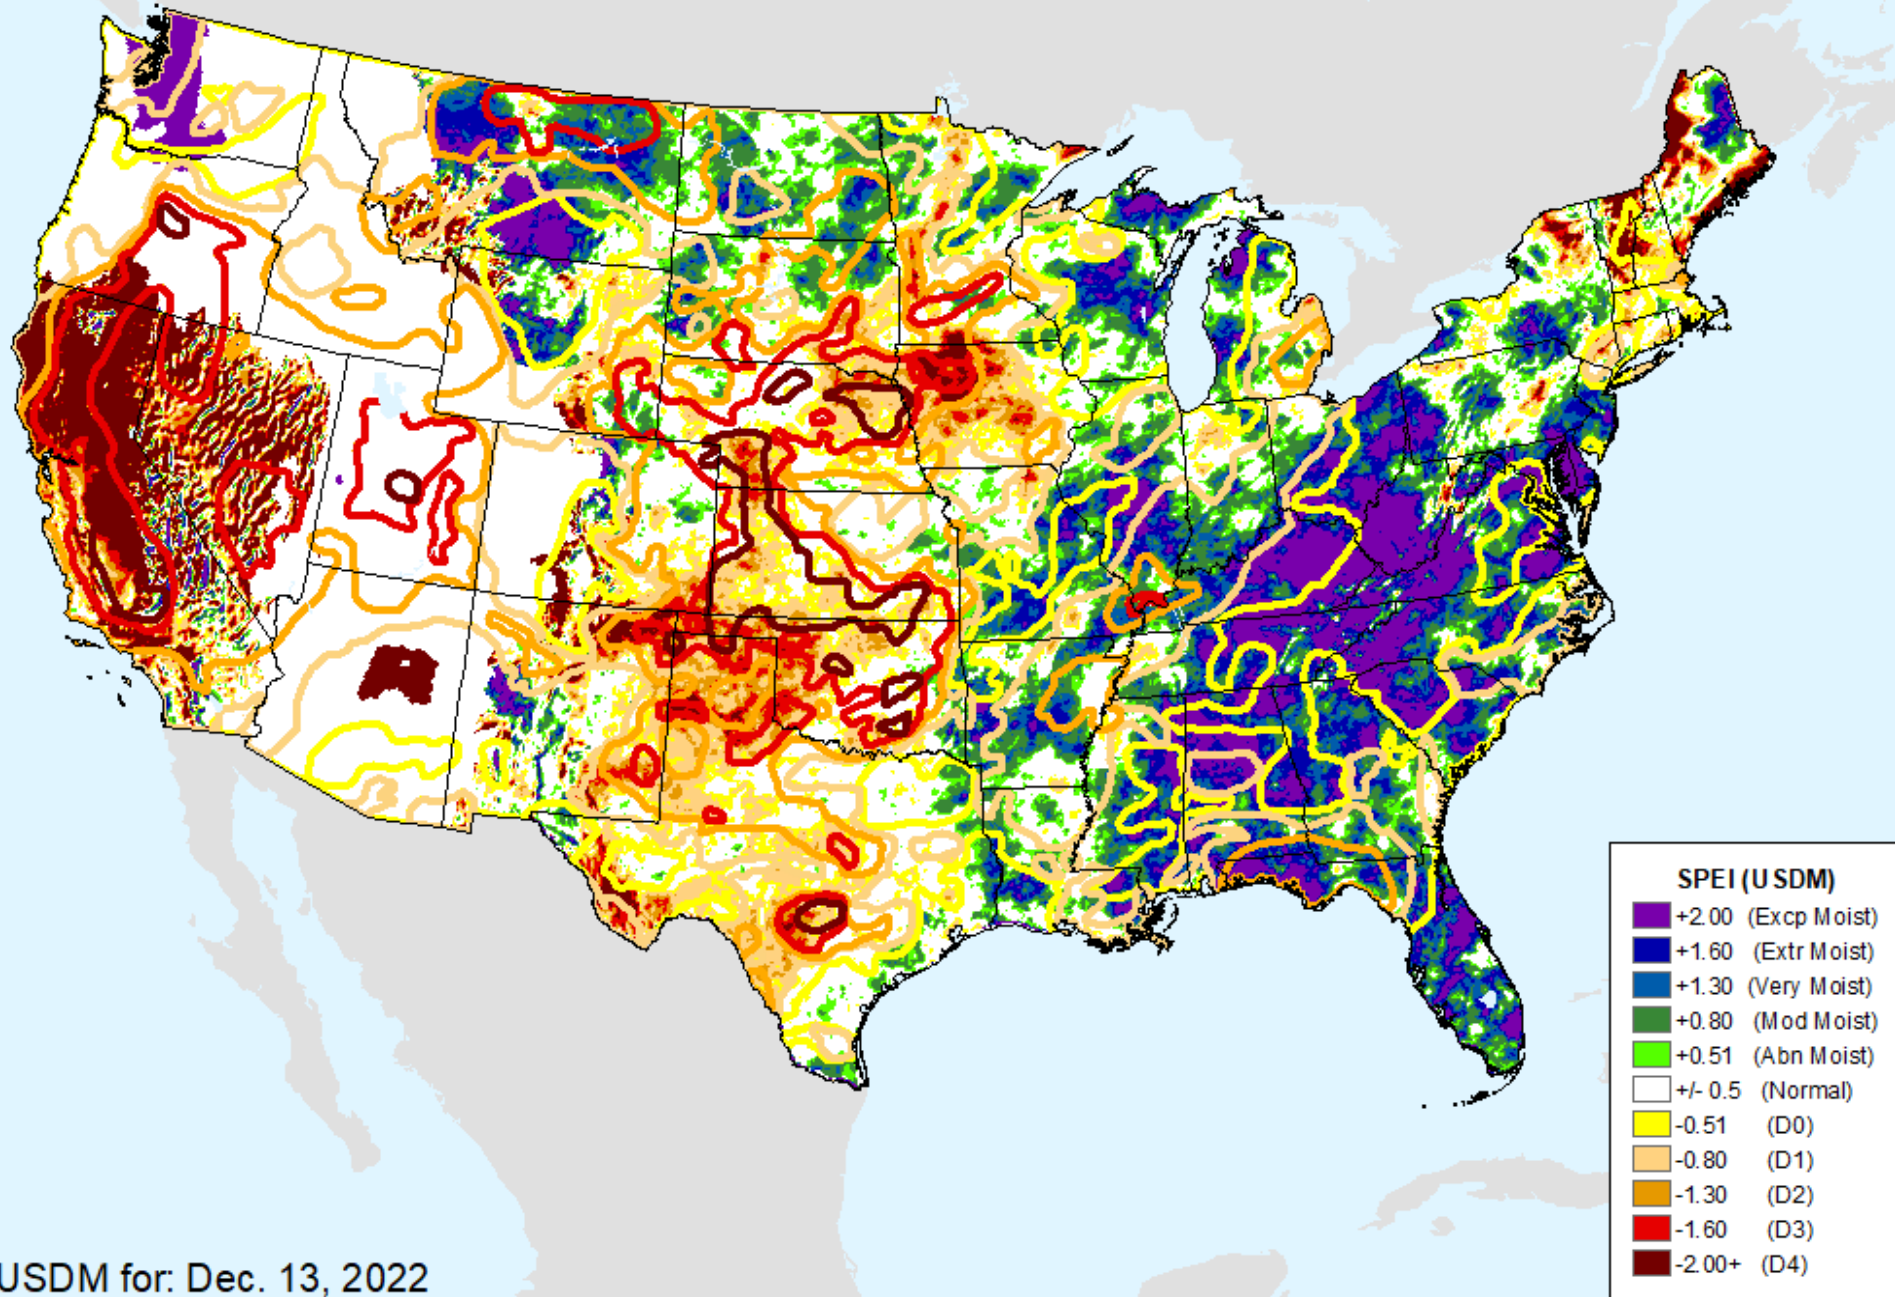 SPEI (USDM)
+2.00 (Excp Moist)
+1.60 (Extr Moist)
+1.30 (Very Moist)
+0.80 (Mod Moist)
+0.51 (Abn Moist)
+/- 0.5 (Normal)
-0.51 (D0)
-0.80 (D1)
-1.30 (D2)
-1.60 (D3)
-2.00+ (D4)
USDM for: Dec. 13, 2022